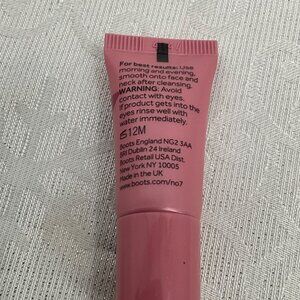 For best results: Use
morning and evening,
smooth onto face and
neck after cleansing.
WARNING: Avoid
contact with eyes.
If product gets into the
eyes rinse well with
water immediately.
12M
Boots England NG2 3AA
BRI Dublin 24 Ireland
Boots Retail USA Dist.
New York NY 10005
Made in the UK
www.boots.com/no7